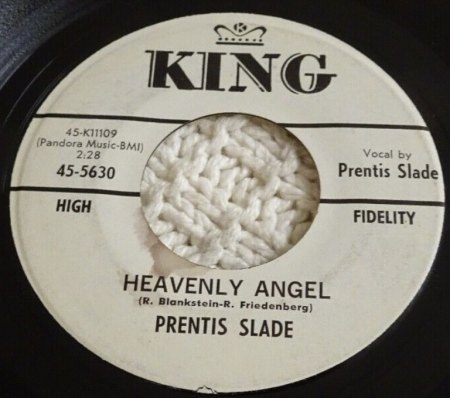 K
KING
45-K11109
(Pandora Music-BMI)
2:28
45-5630
Vocal by
Prentis Slade
HIGH
FIDELITY
HEAVENLY ANGEL
(R. Blankstein-R. Friedenberg)
PRENTIS SLADE